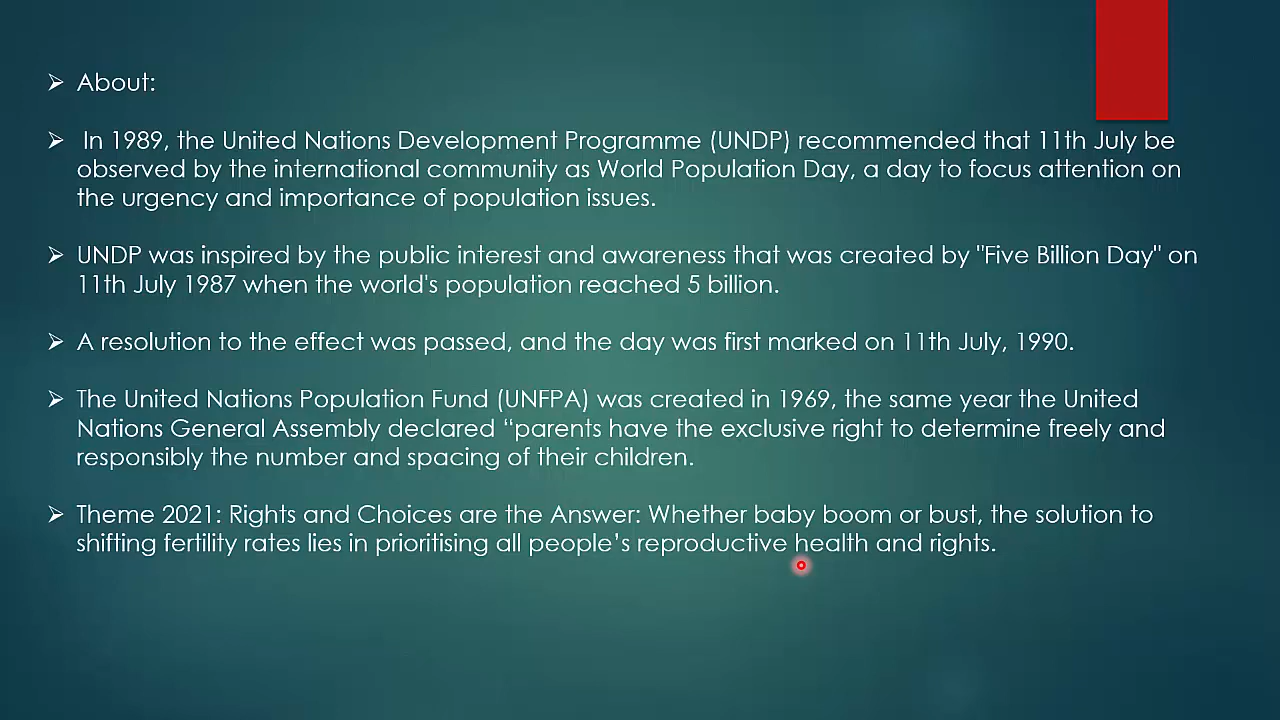 About:
In 1989, the United Nations Development Programme (UNDP) recommended that 11th July be
observed by the international community as World Population Day, a day to focus attention on
the urgency and importance of population issues.
UNDP was inspired by the public interest and awareness that was created by "Five Billion Day" on
11th July 1987 when the world's population reached 5 billion.
A resolution to the effect was passed, and the day was first marked on 11th July, 1990.
The United Nations Population Fund (UNFPA) was created in 1969, the same year the United
Nations General Assembly declared “parents have the exclusive right to determine freely and
responsibly the number and spacing of their children.
Theme 2021: Rights and Choices are the Answer: Whether baby boom or bust, the solution to
shifting fertility rates lies in prioritising all people’s reproductive health and rights.